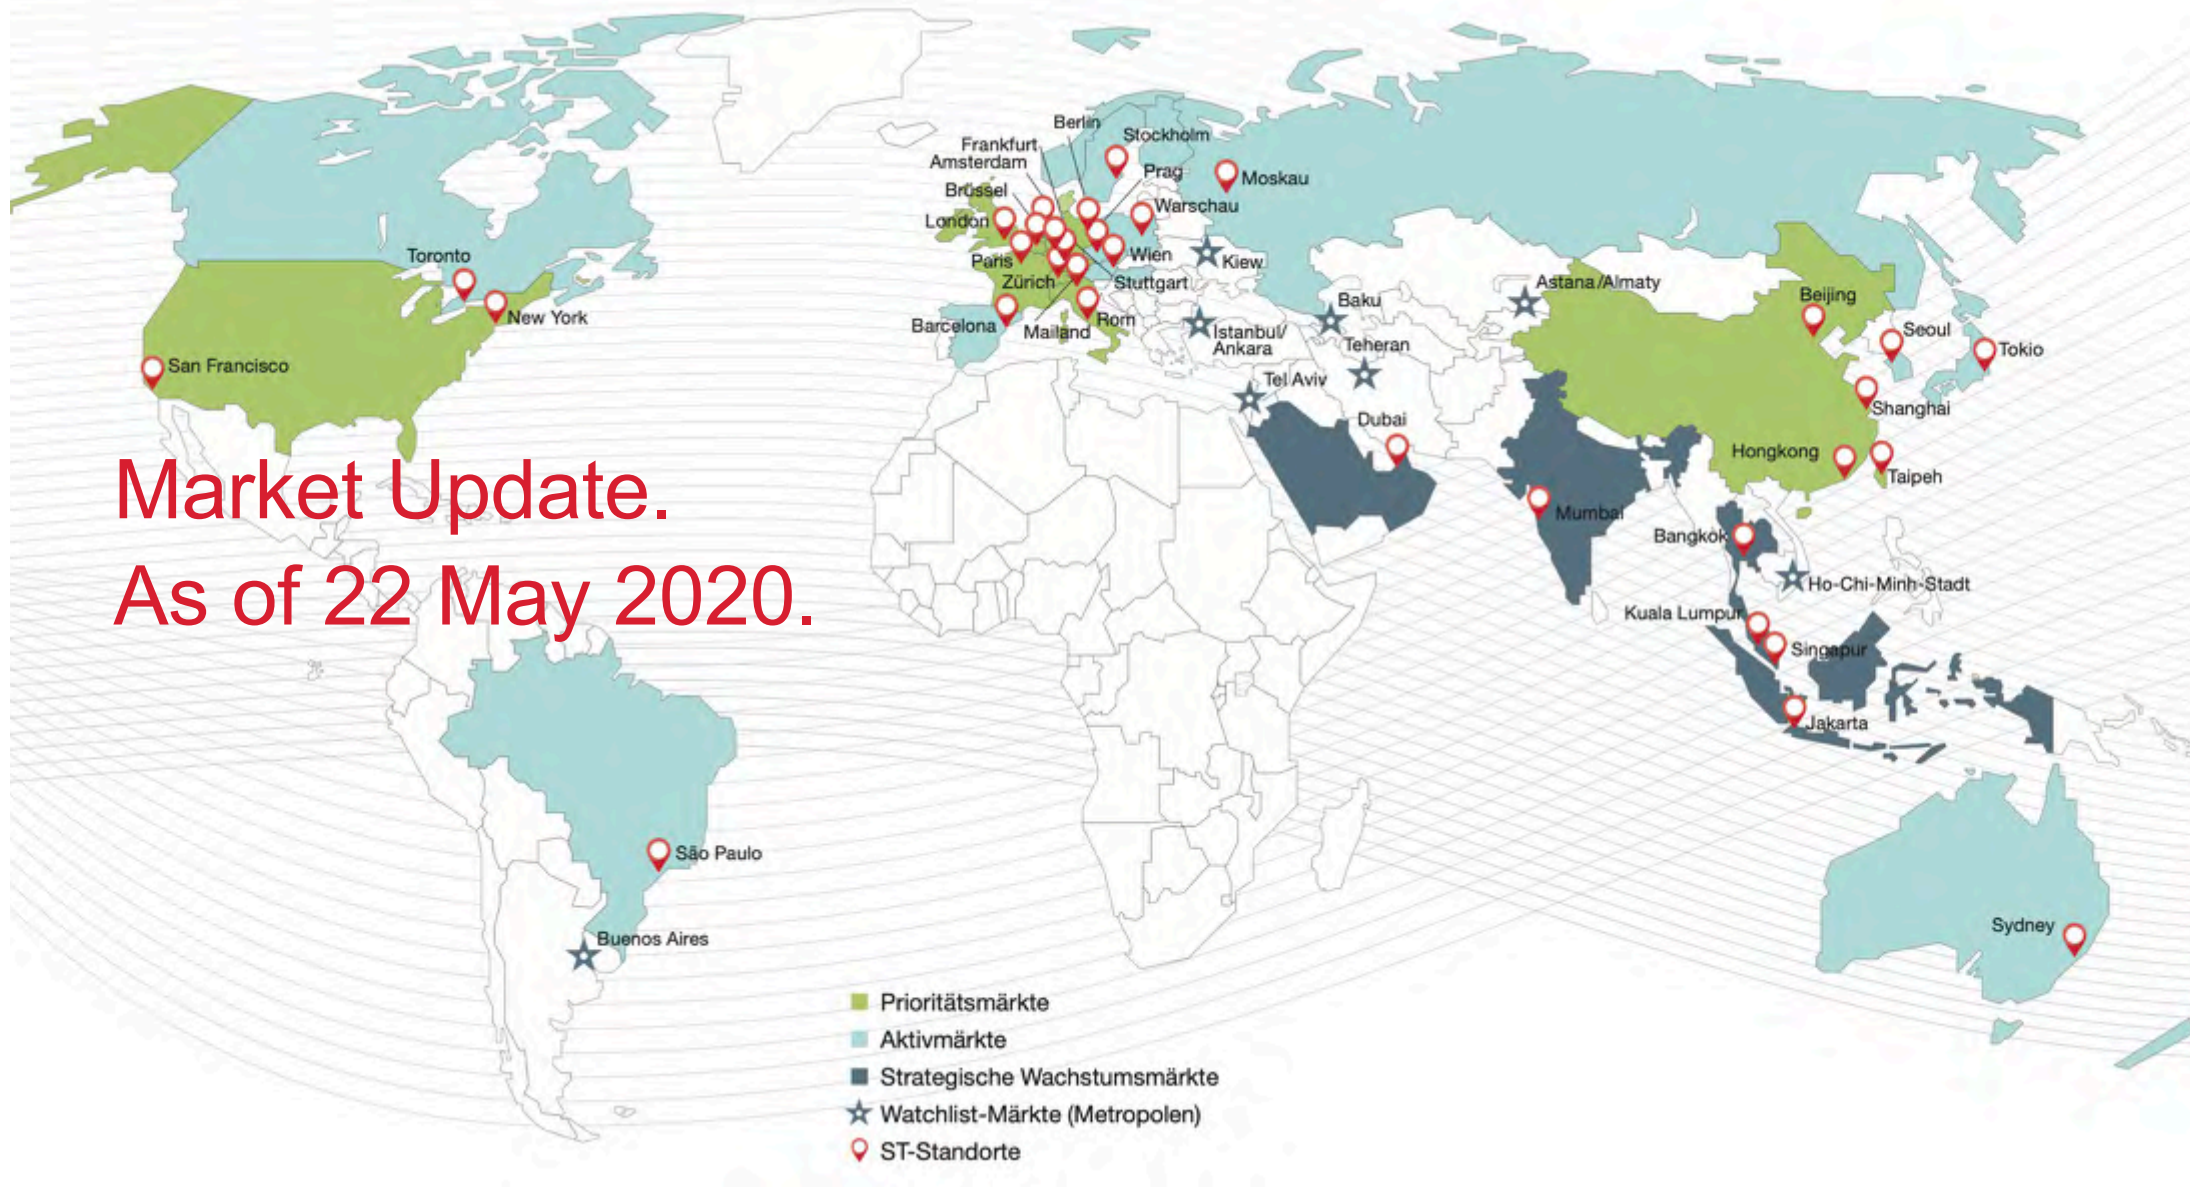 Berlin
Stockholm
Frankfurt
Amsterdam
Prag
Moskau
Brüssel
Warschau
London
Toronto
Paris
Wien
Kiew
Zürich
Stuttgart
Astana/Almaty
Baku
Beijing
New York
Barcelona
Mailand
Rom
Istanbul/
Ankara
Teheran
Seoul
Tokio
San Francisco
Tel Aviv
Shanghai
Dubai
Hongkong
Taipeh
Market Update.
Mumbai
Bangkok
As of 22 May 2020.
Ho-Chi-Minh-Stadt
Kuala Lumpur
Singapur
Jakarta
São Paulo
Sydney
Buenos Aires
Prioritätsmärkte
Aktivmärkte
Strategische Wachstumsmärkte
Watchlist-Märkte (Metropolen)
ST-Standorte